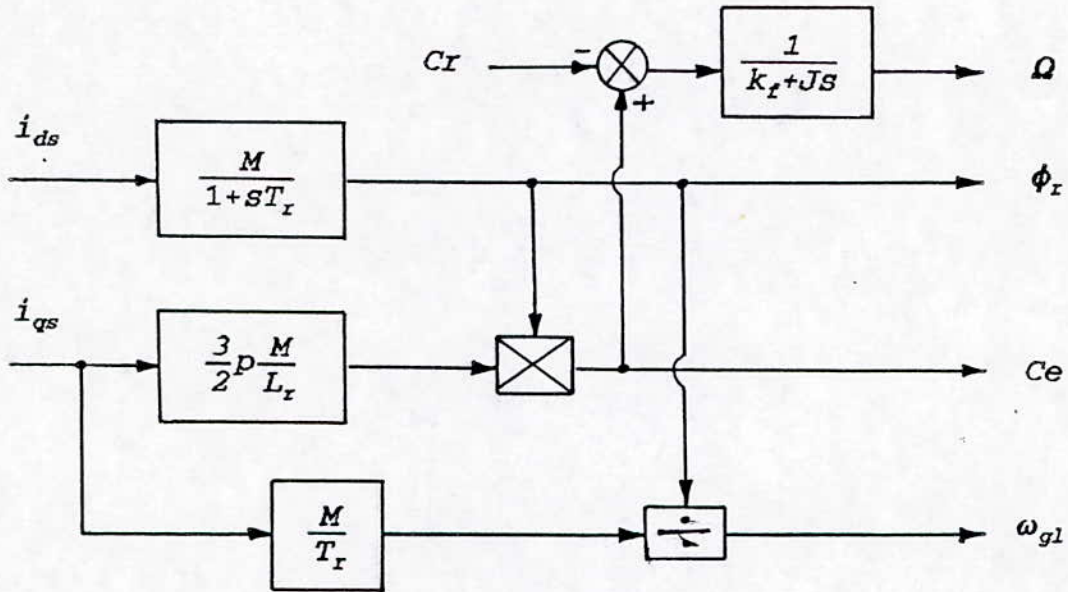 Cr
-
+
1
k_f+Js
Ω
i_ds
M
1+sT_r
ϕ_r
i_qs
3
2
p
M
L_r
Ce
M
T_r
ω_gl